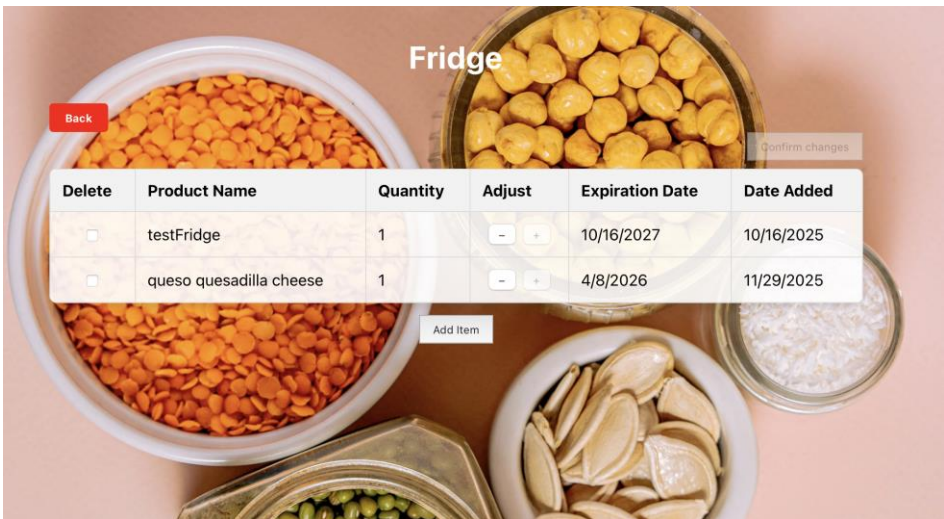 Fridge
Back
Confirm changes
Delete Product Name Quantity Adjust Expiration Date Date Added
testFridge 1 - + 10/16/2027 10/16/2025
queso quesadilla cheese 1 - + 4/8/2026 11/29/2025
Add Item